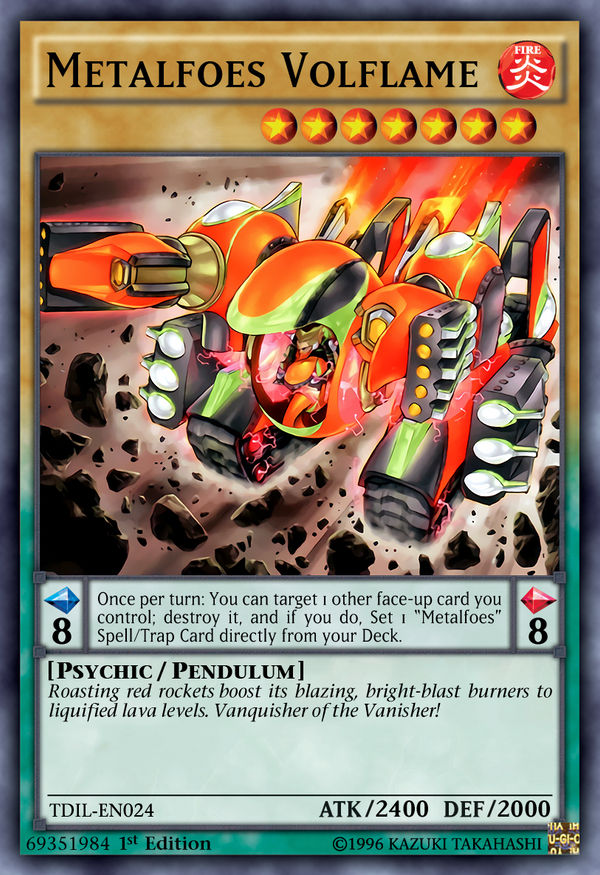 METALFOES VOLFLAME
FIRE
炎
Once per turn: You can target 1 other face-up card you
control; destroy it, and if you do, Set 1 “Metalfoes”
Spell/Trap Card directly from your Deck.
8
8
[PSYCHIC / PENDULUM]
Roasting red rockets boost its blazing, bright-blast burners to
liquified lava levels. Vanquisher of the Vanisher!
TDIL-EN024
ATK/2400 DEF/2000
69351984 1st Edition
©1996 KAZUKI TAKAHASHI